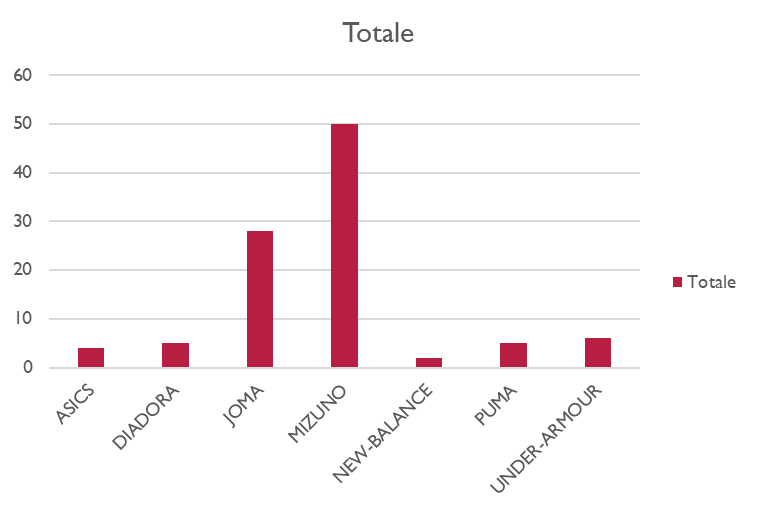 Totale
60
50
40
30
20
10
0
ASICS
DIADORA
JOMA
MIZUNO
NEW-BALANCE
PUMA
UNDER-ARMOUR
Totale